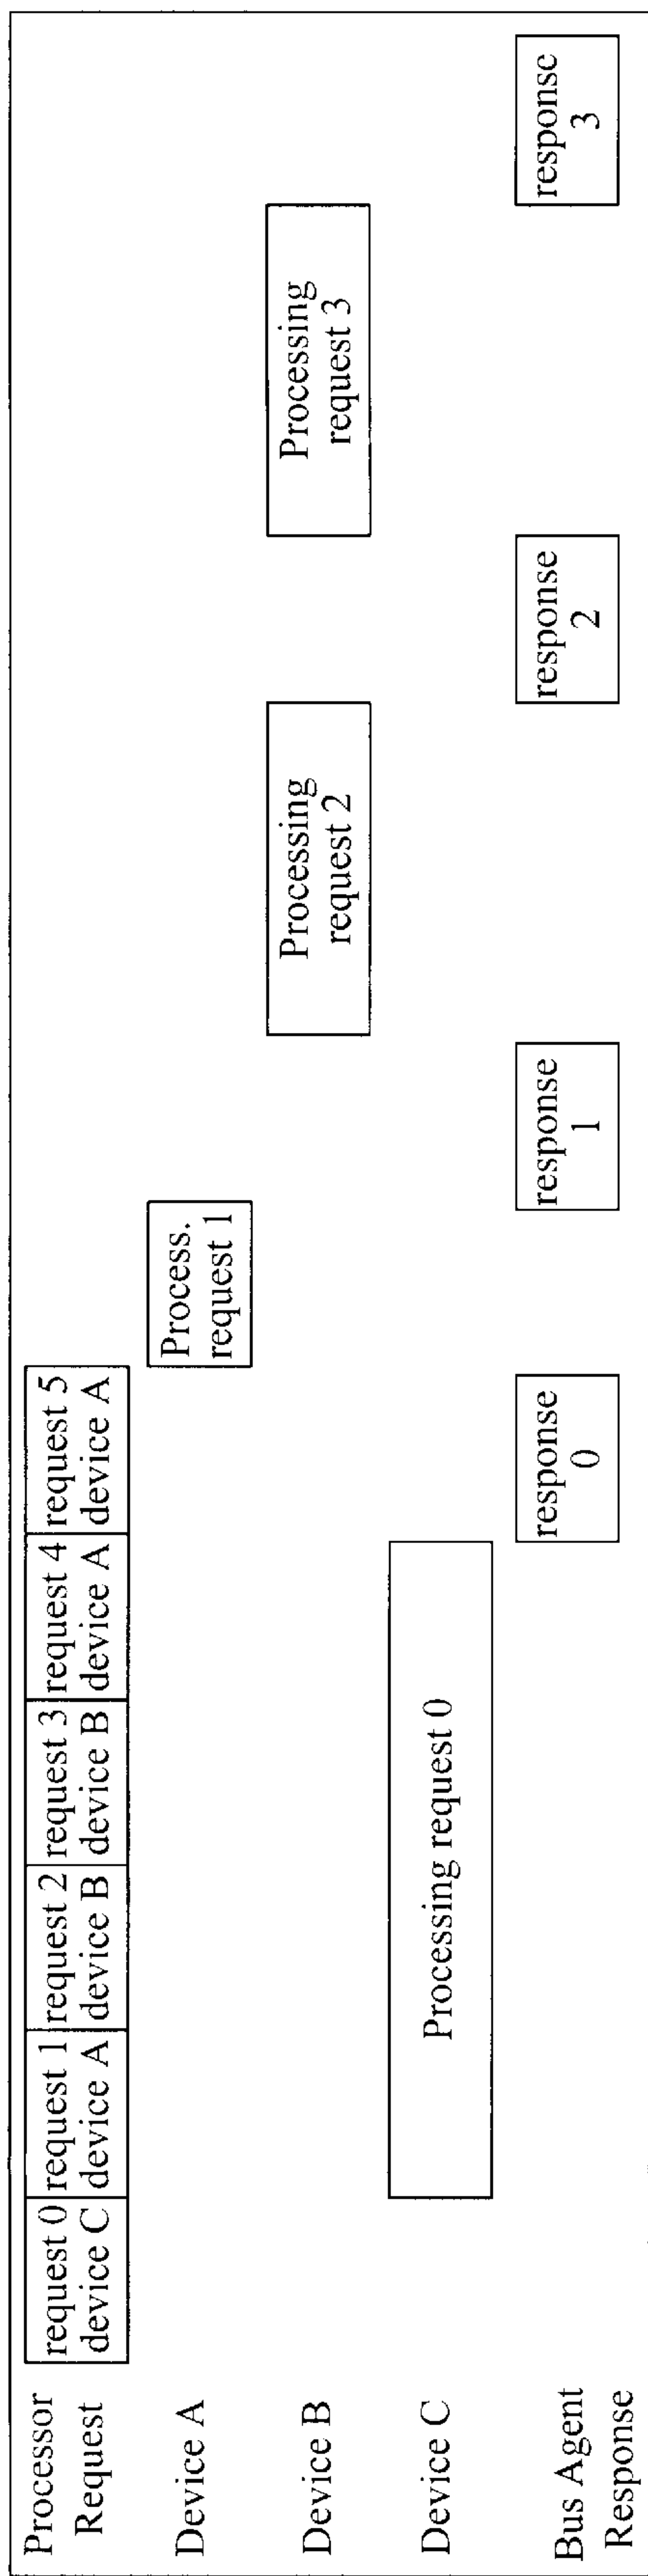 Processor
Request
request 0
device C
request 1
device A
request 2
device B
request 3
device B
request 4
device A
request 5
device A
Device A
Process.
request 1
Device B
Processing
request 2
Processing
request 3
Device C
Processing request 0
Bus Agent
Response
response
0
response
1
response
2
response
3